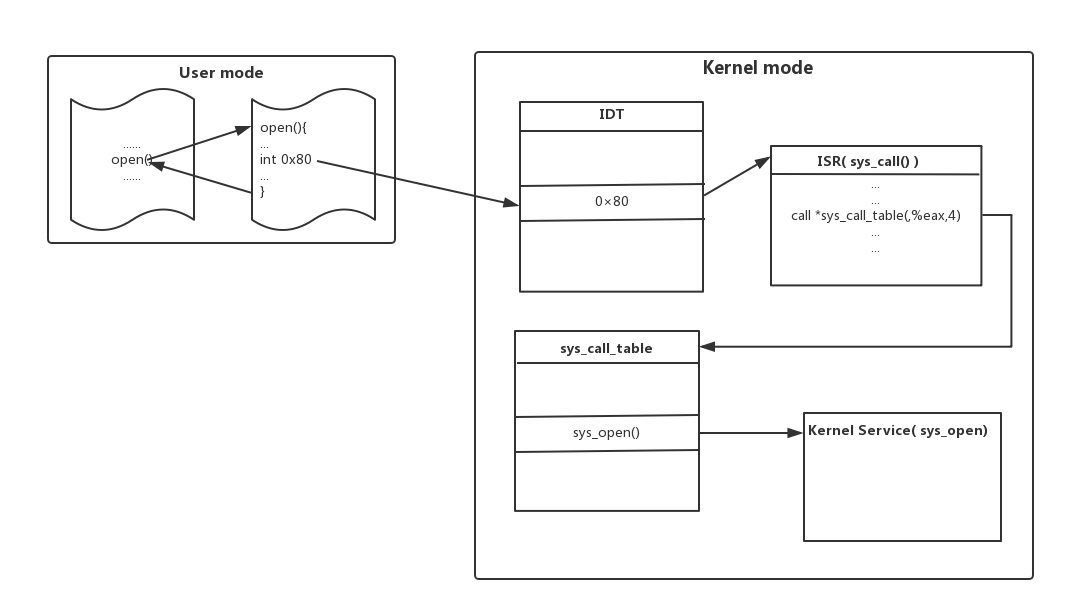 User mode
......
open()
......
open(){
...
int 0x80
...
}
Kernel mode
IDT
0×80
ISR( sys_call() )
...
...
call *sys_call_table(,%eax,4)
...
...
sys_call_table
sys_open()
Kernel Service( sys_open)